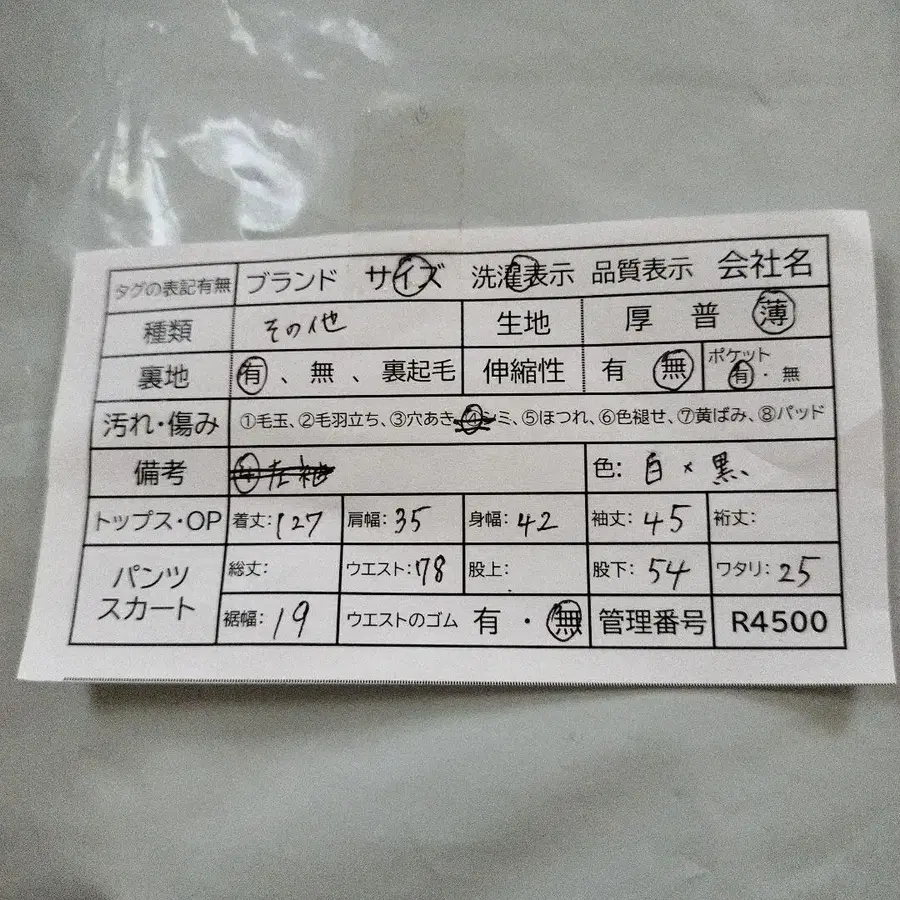 タグの表記有無 ブランド サイズ 洗濯表示 品質表示 会社名
種類 その他 生地 厚 普 薄
裏地 有、無、裏起毛 伸縮性 有 無 ポケット 有・無
汚れ・傷み ①毛玉、②毛羽立ち、③穴あき、④シミ、⑤ほつれ、⑥色褪せ、⑦黄ばみ、⑧パッド
備考 ④左袖 色: 白×黒
トップス・OP 着丈:127 肩幅:35 身幅:42 袖丈:45 裄丈:
パンツ スカート 総丈: ウエスト:78 股上: 股下:54 ワタリ:25
裾幅:19 ウエストのゴム 有・無 管理番号 R4500